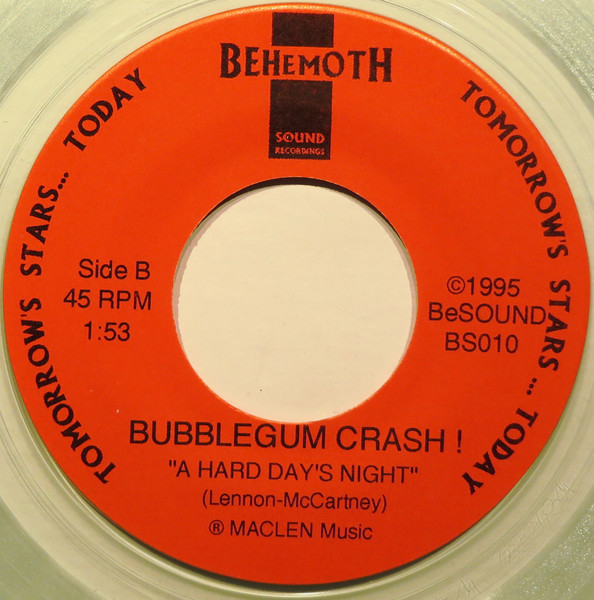 BEHEMOTH
SOUND
RECORDINGS
TOMORROW'S STARS... TODAY
TOMORROW'S STARS... TODAY
Side B
45 RPM
1:53
©1995
BeSOUND
BS010
BUBBLEGUM CRASH !
"A HARD DAY'S NIGHT"
(Lennon-McCartney)
® MACLEN Music